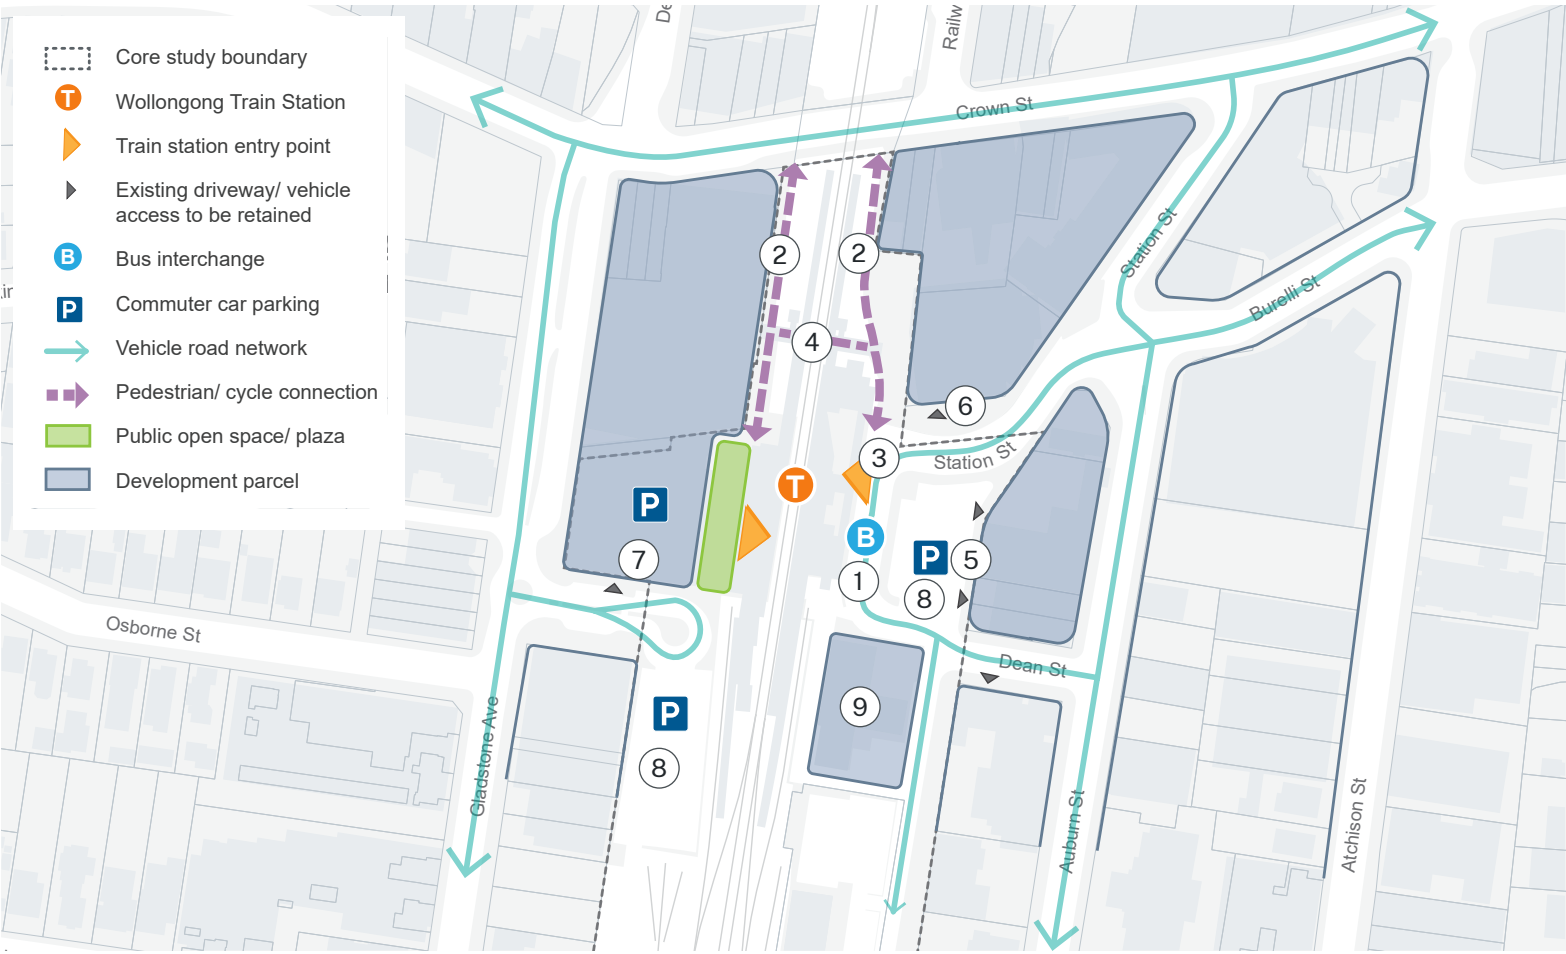 Core study boundary
T
Wollongong Train Station
Train station entry point
Existing driveway/ vehicle
access to be retained
B
Bus interchange
P
Commuter car parking
Vehicle road network
Pedestrian/ cycle connection
Public open space/ plaza
Development parcel
Railw
Crown St
Station St
Burelli St
2
2
4
6
3
Station St
T
P
B
P
5
7
1
8
Osborne St
Dean St
P
9
8
Gladstone Ave
Auburn St
Atchison St